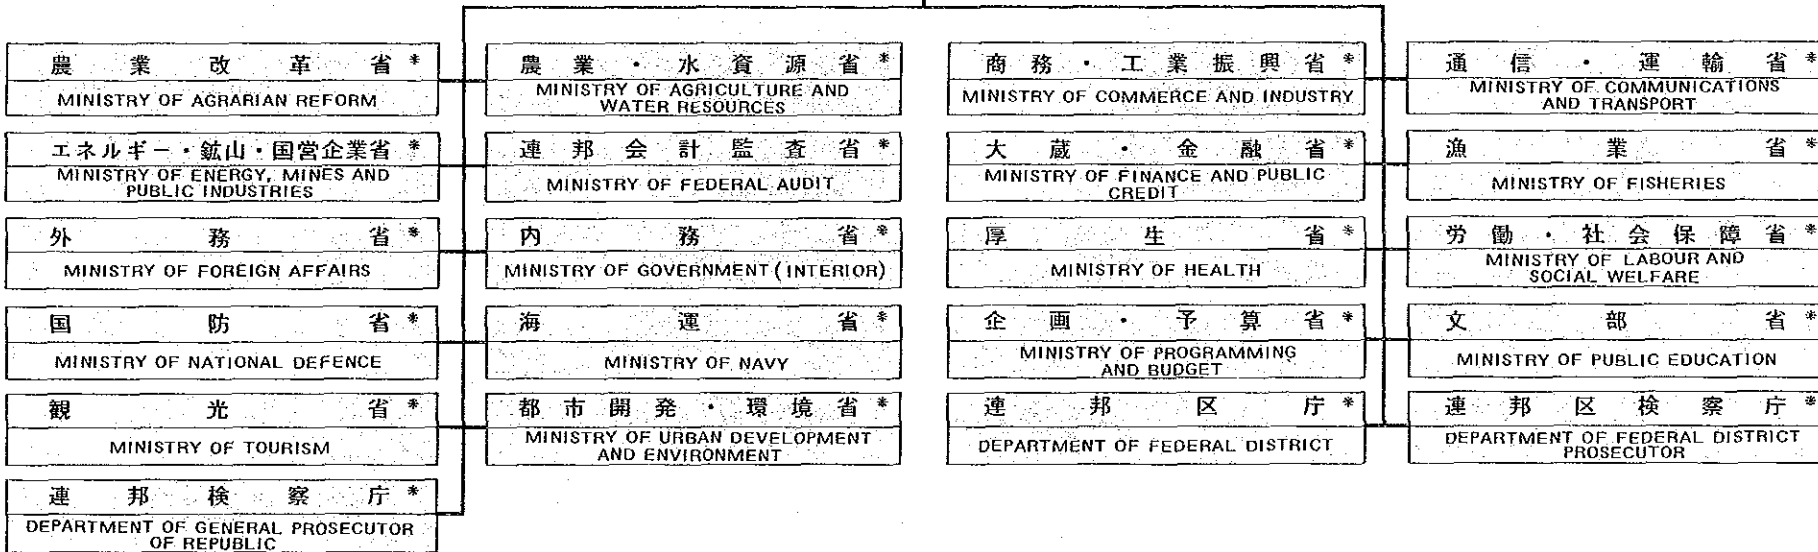 農業改革省*
MINISTRY OF AGRARIAN REFORM
農業・水資源省*
MINISTRY OF AGRICULTURE AND
WATER RESOURCES
商務・工業振興省*
MINISTRY OF COMMERCE AND INDUSTRY
通信・運輸省*
MINISTRY OF COMMUNICATIONS
AND TRANSPORT
エネルギー・鉱山・国営企業省*
MINISTRY OF ENERGY, MINES AND
PUBLIC INDUSTRIES
連邦会計監査省*
MINISTRY OF FEDERAL AUDIT
大蔵・金融省*
MINISTRY OF FINANCE AND PUBLIC
CREDIT
漁業省*
MINISTRY OF FISHERIES
外務省*
MINISTRY OF FOREIGN AFFAIRS
内務省*
MINISTRY OF GOVERNMENT (INTERIOR)
厚生省*
MINISTRY OF HEALTH
労働・社会保障省*
MINISTRY OF LABOUR AND
SOCIAL WELFARE
国防省*
MINISTRY OF NATIONAL DEFENCE
海運省*
MINISTRY OF NAVY
企画・予算省*
MINISTRY OF PROGRAMMING
AND BUDGET
文部省*
MINISTRY OF PUBLIC EDUCATION
観光省*
MINISTRY OF TOURISM
都市開発・環境省*
MINISTRY OF URBAN DEVELOPMENT
AND ENVIRONMENT
連邦区庁*
DEPARTMENT OF FEDERAL DISTRICT
連邦区検察庁*
DEPARTMENT OF FEDERAL DISTRICT
PROSECUTOR
連邦検察庁*
DEPARTMENT OF GENERAL PROSECUTOR
OF REPUBLIC